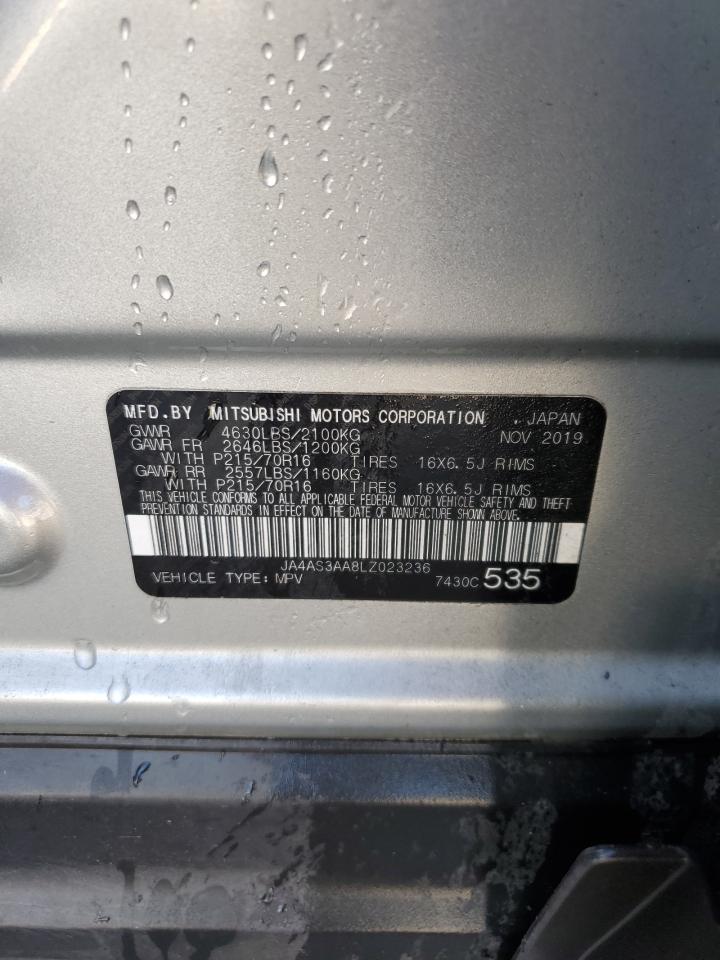 MFD.BY MITSUBISHI MOTORS CORPORATION , JAPAN
GVWR 4630LBS/2100KG NOV 2019
GAWR FR 2646LBS/1200KG
WITH P215/70R16 TIRES 16X6.5J RIMS
GAWR RR 2557LBS/1160KG
WITH P215/70R16 TIRES 16X6.5J RIMS
THIS VEHICLE CONFORMS TO ALL APPLICABLE FEDERAL MOTOR VEHICLE SAFETY AND THEFT
PREVENTION STANDARDS IN EFFECT ON THE DATE OF MANUFACTURE SHOWN ABOVE.
JA4AS3AA8LZ023236
VEHICLE TYPE: MPV 7430C 535